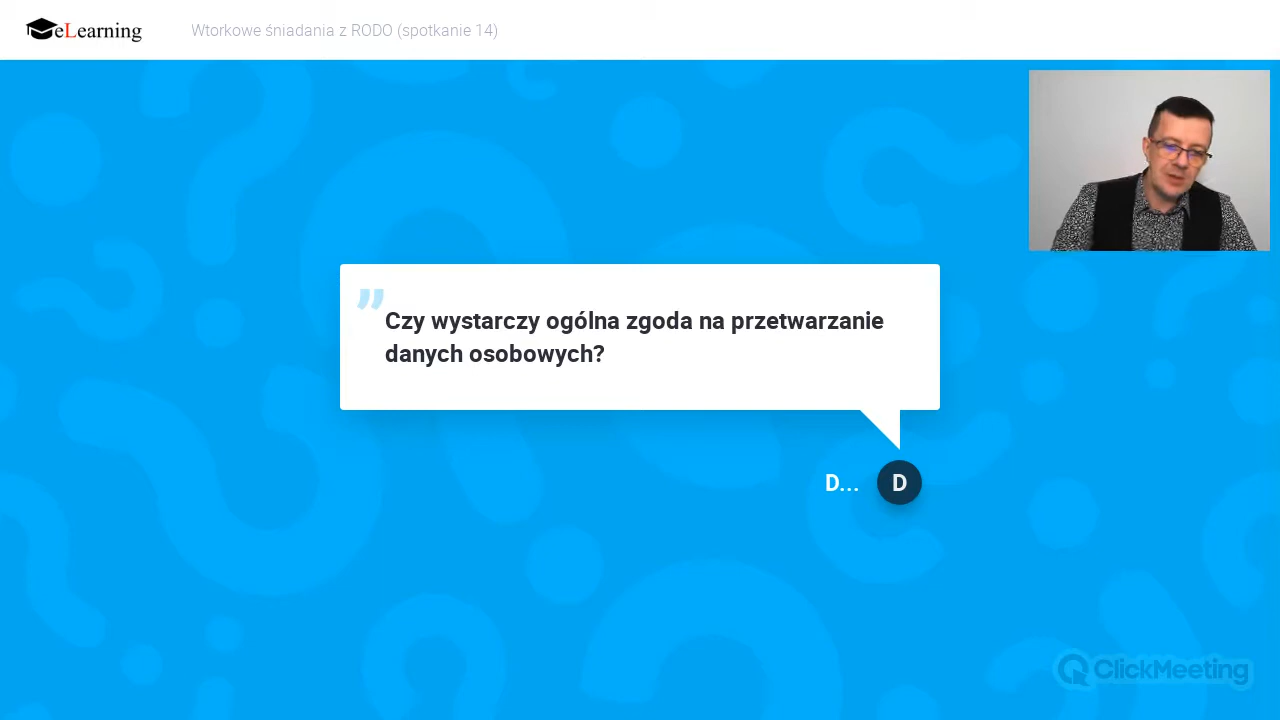 eLearning
Wtorkowe śniadania z RODO (spotkanie 14)
”
Czy wystarczy ogólna zgoda na przetwarzanie
danych osobowych?
D... D
ClickMeeting